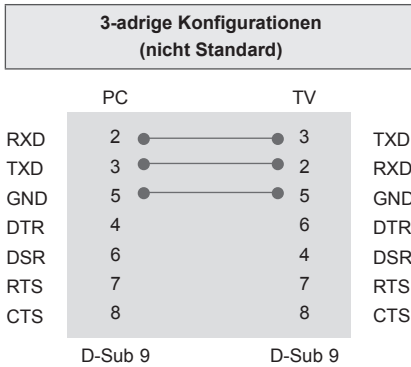 3-adrige Konfigurationen
(nicht Standard)
PC TV
RXD 2 3 TXD
TXD 3 2 RXD
GND 5 5 GND
DTR 4 6 DTR
DSR 6 4 DSR
RTS 7 7 RTS
CTS 8 8 CTS
D-Sub 9 D-Sub 9